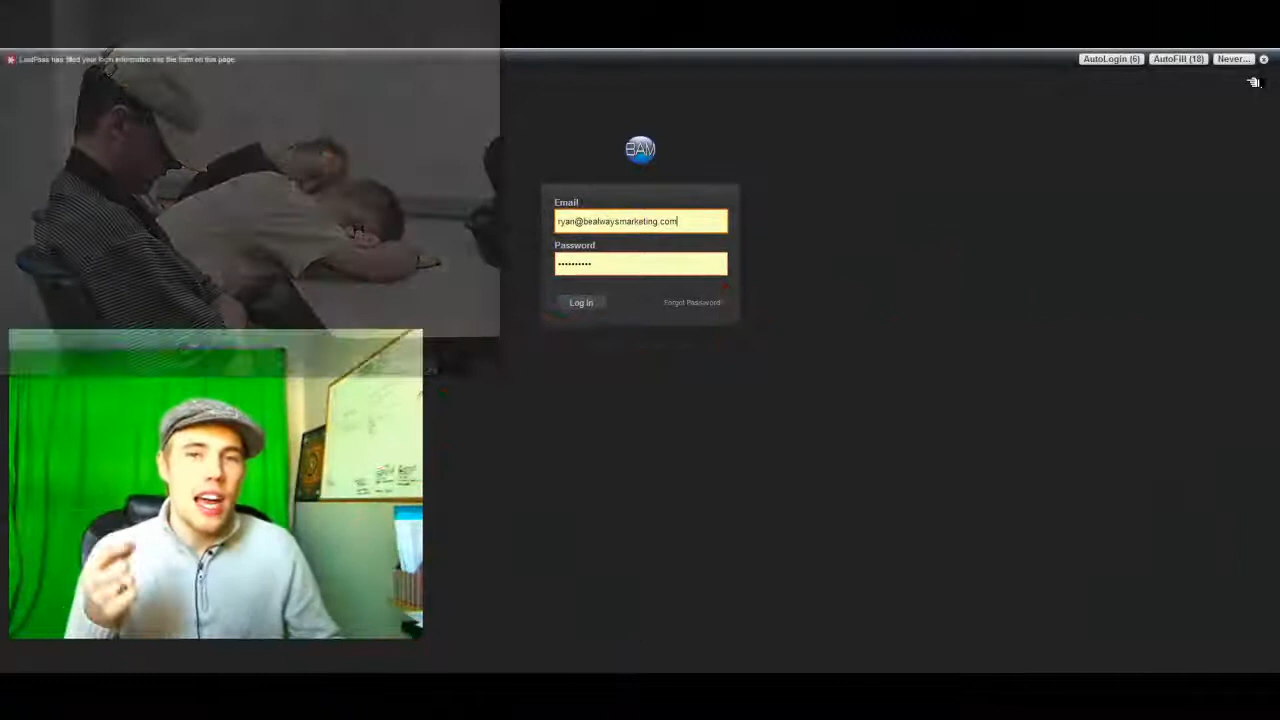 LastPass has filled your login information into the form on this page.
AutoLogin (6) AutoFill (18) Never...
BAM
Email
ryan@bealwaysmarketing.com
Password
Log In Forgot Password